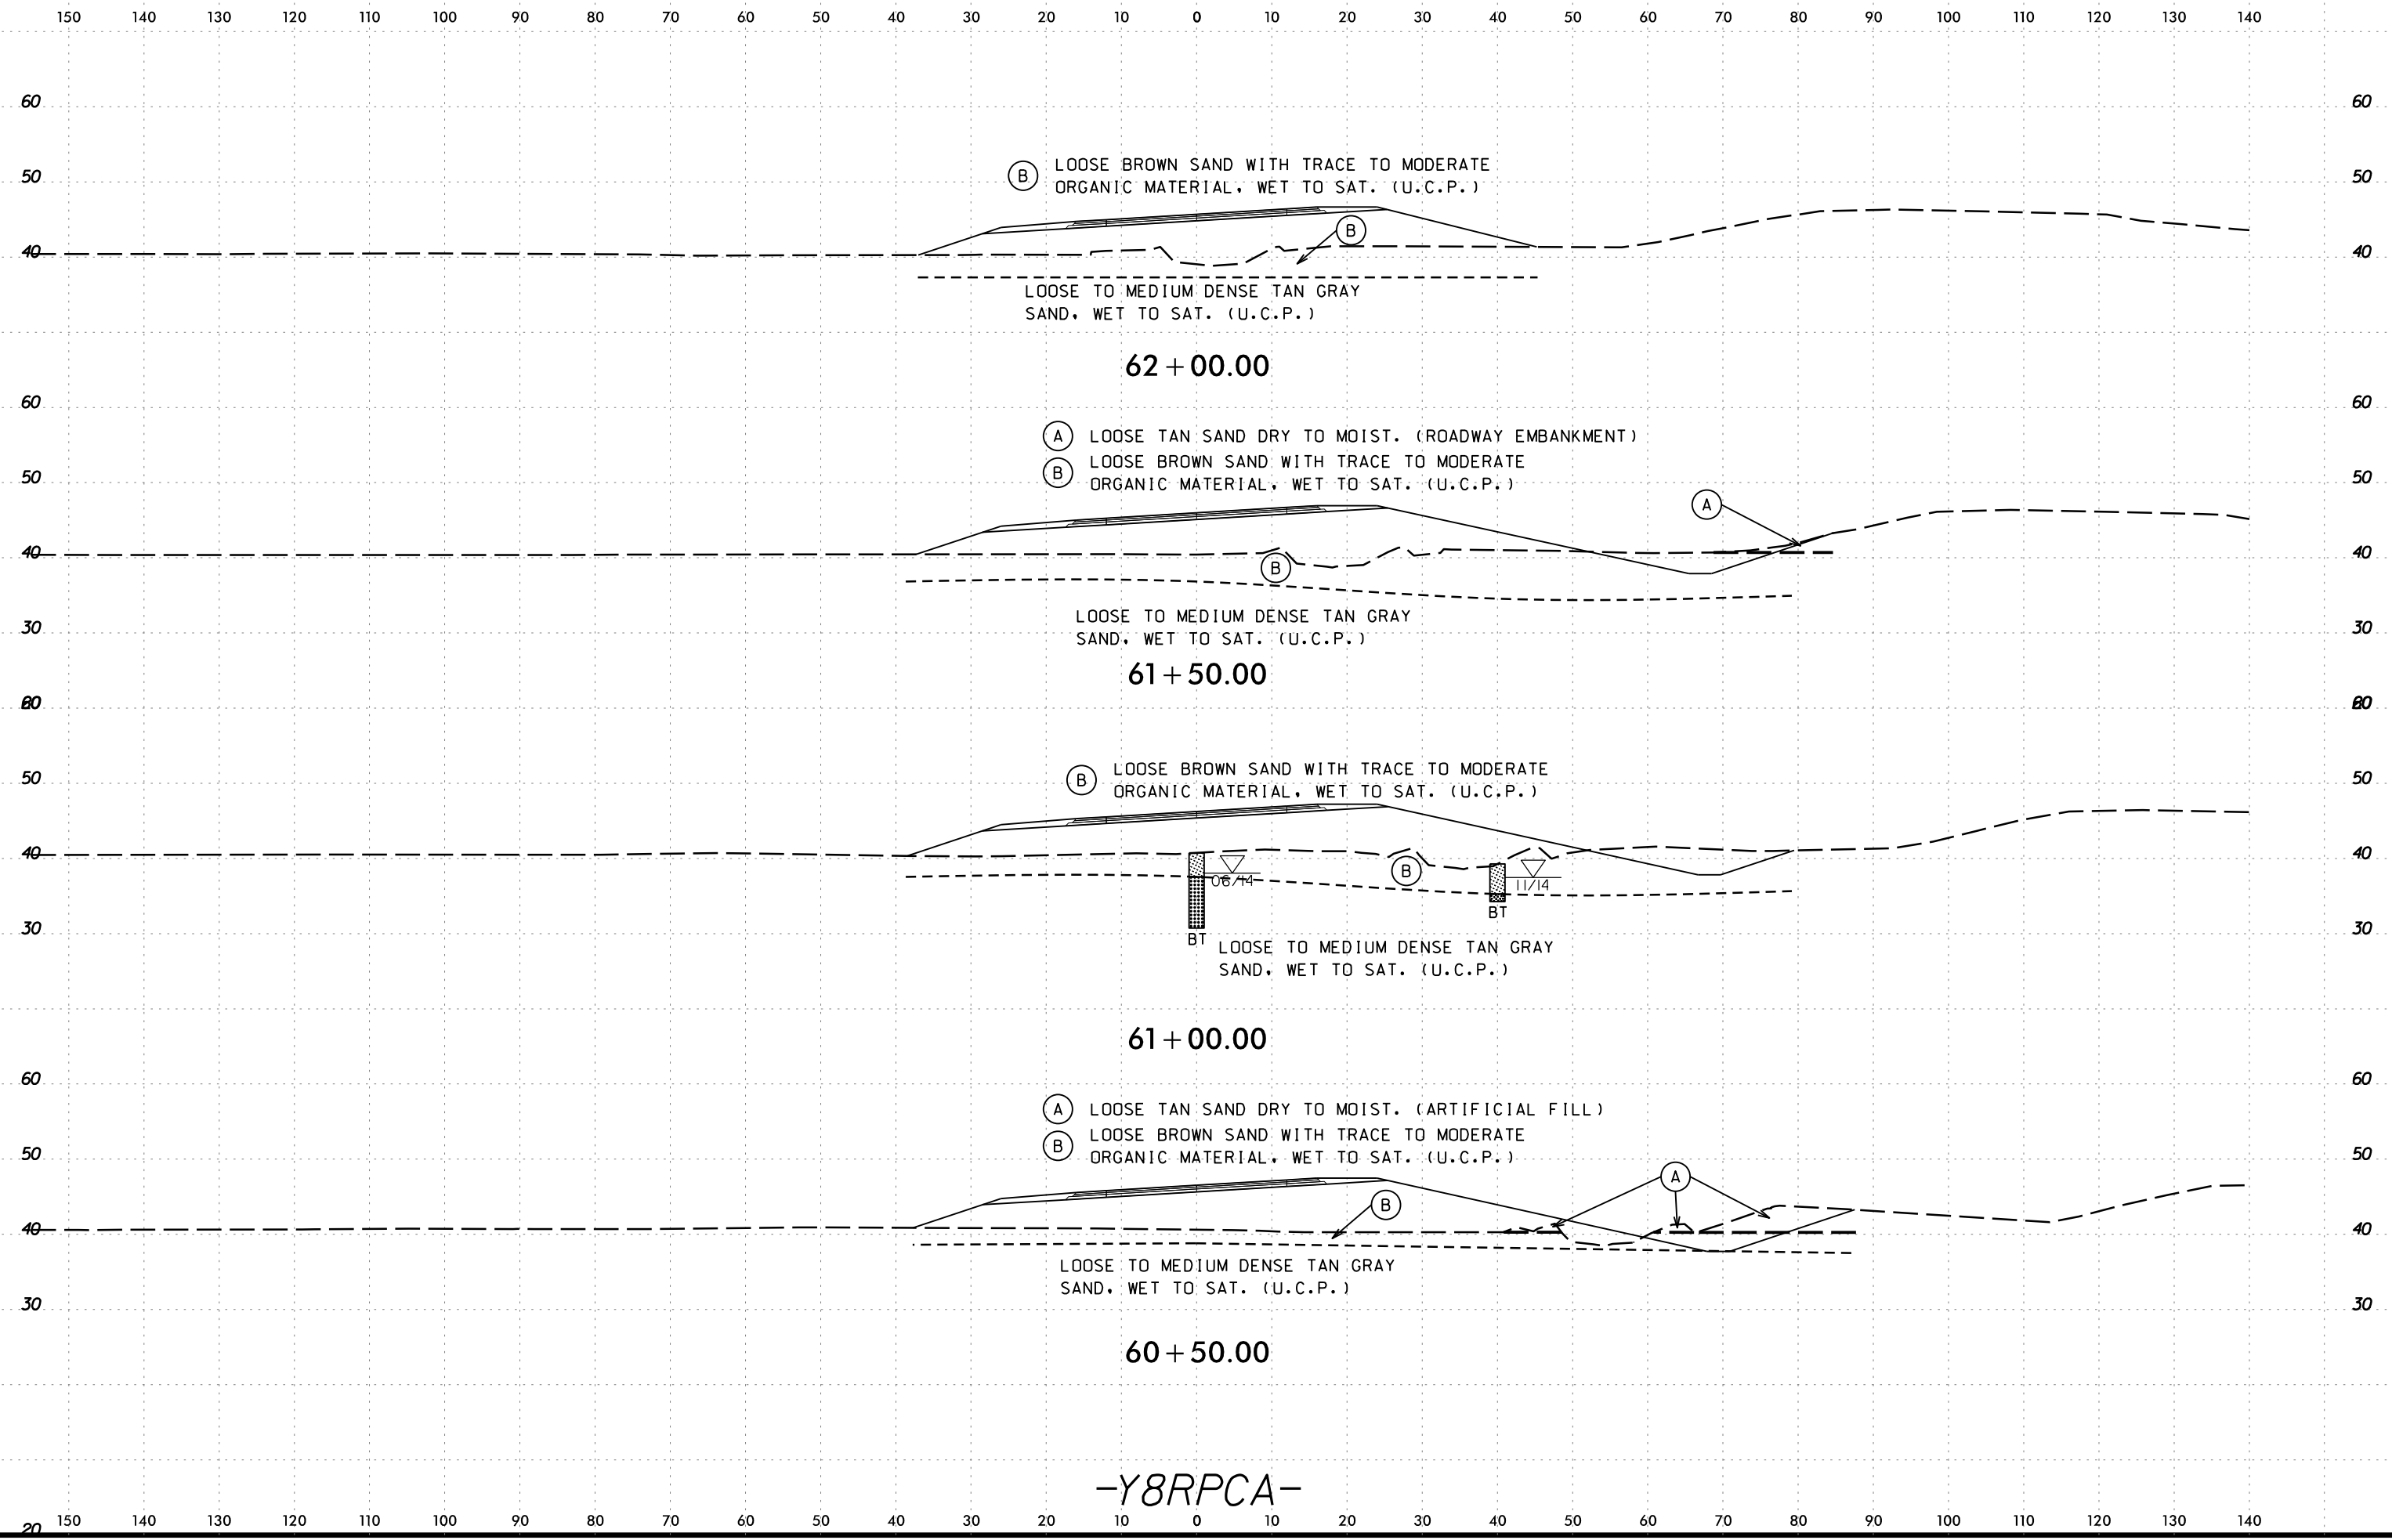 150 140 130 120 110 100 90 80 70 60 50 40 30 20 10 0 10 20 30 40 50 60 70 80 90 100 110 120 130 140
60 60
B LOOSE BROWN SAND WITH TRACE TO MODERATE
ORGANIC MATERIAL, WET TO SAT. (U.C.P.)
50 50
B
40 40
LOOSE TO MEDIUM DENSE TAN GRAY
SAND, WET TO SAT. (U.C.P.)
62+00.00
60 60
A LOOSE TAN SAND DRY TO MOIST. (ROADWAY EMBANKMENT)
B LOOSE BROWN SAND WITH TRACE TO MODERATE
ORGANIC MATERIAL, WET TO SAT. (U.C.P.)
50 50
A
40 40
B
LOOSE TO MEDIUM DENSE TAN GRAY
30 30
SAND, WET TO SAT. (U.C.P.)
61+50.00
60 60
B LOOSE BROWN SAND WITH TRACE TO MODERATE
ORGANIC MATERIAL, WET TO SAT. (U.C.P.)
50 50
40 40
B
06/14 11/14
BT
30 30
BT
LOOSE TO MEDIUM DENSE TAN GRAY
SAND, WET TO SAT. (U.C.P.)
61+00.00
60 60
A LOOSE TAN SAND DRY TO MOIST. (ARTIFICIAL FILL)
B LOOSE BROWN SAND WITH TRACE TO MODERATE
ORGANIC MATERIAL, WET TO SAT. (U.C.P.)
50 50
A
B
40 40
LOOSE TO MEDIUM DENSE TAN GRAY
SAND, WET TO SAT. (U.C.P.)
30 30
60+50.00
-Y8RPCA-
150 140 130 120 110 100 90 80 70 60 50 40 30 20 10 0 10 20 30 40 50 60 70 80 90 100 110 120 130 140
20